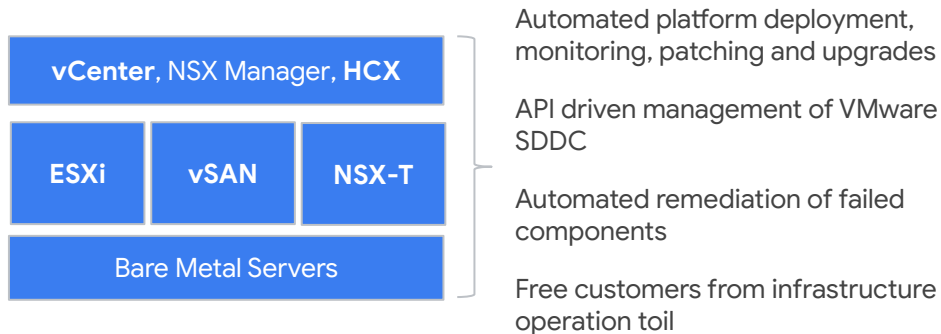 vCenter, NSX Manager, HCX
ESXi
vSAN
NSX-T
Bare Metal Servers
Automated platform deployment,
monitoring, patching and upgrades
API driven management of VMware
SDDC
Automated remediation of failed
components
Free customers from infrastructure
operation toil